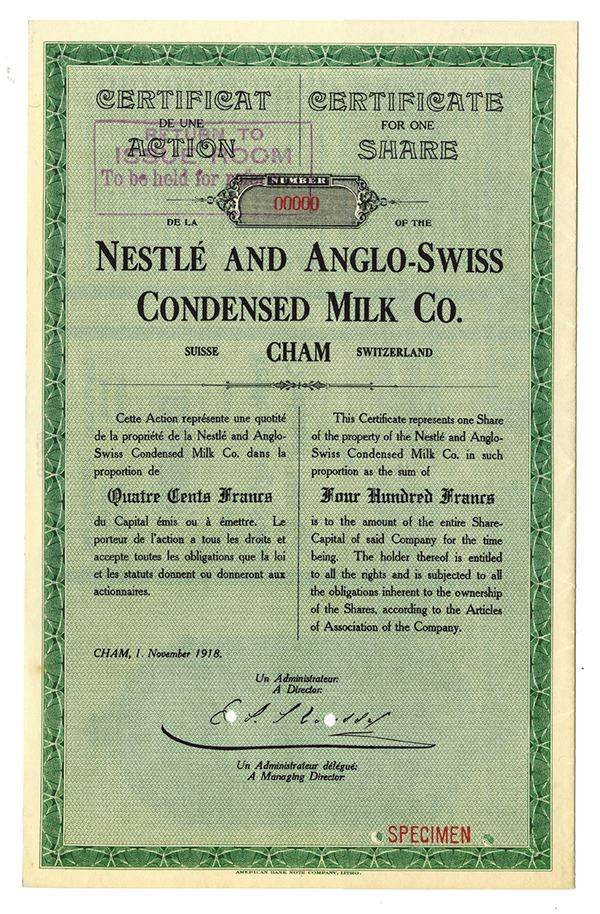 CERTIFICAT
DE UNE
ACTION
CERTIFICATE
FOR ONE
SHARE
RETURN TO
ISSUE ROOM
To be held for
NUMBER
00000
DE LA
OF THE
NESTLÉ AND ANGLO-SWISS
CONDENSED MILK CO.
SUISSE CHAM SWITZERLAND
Cette Action représente une quotité
de la propriété de la Nestlé and Anglo-
Swiss Condensed Milk Co. dans la
proportion de
Quatre Cents Francs
du Capital émis ou à émettre. Le
porteur de l'action a tous les droits et
accepte toutes les obligations que la loi
et les statuts donnent ou donneront aux
actionnaires.
This Certificate represents one Share
of the property of the Nestlé and Anglo-
Swiss Condensed Milk Co. in such
proportion as the sum of
Four Hundred Francs
is to the amount of the entire Share-
Capital of said Company for the time
being. The holder thereof is entitled
to all the rights and is subjected to all
the obligations inherent to the ownership
of the Shares, according to the Articles
of Association of the Company.
CHAM, 1. November 1918.
Un Administrateur:
A Director:
Un Administrateur délégué:
A Managing Director:
SPECIMEN
AMERICAN BANK NOTE COMPANY, LITHO.